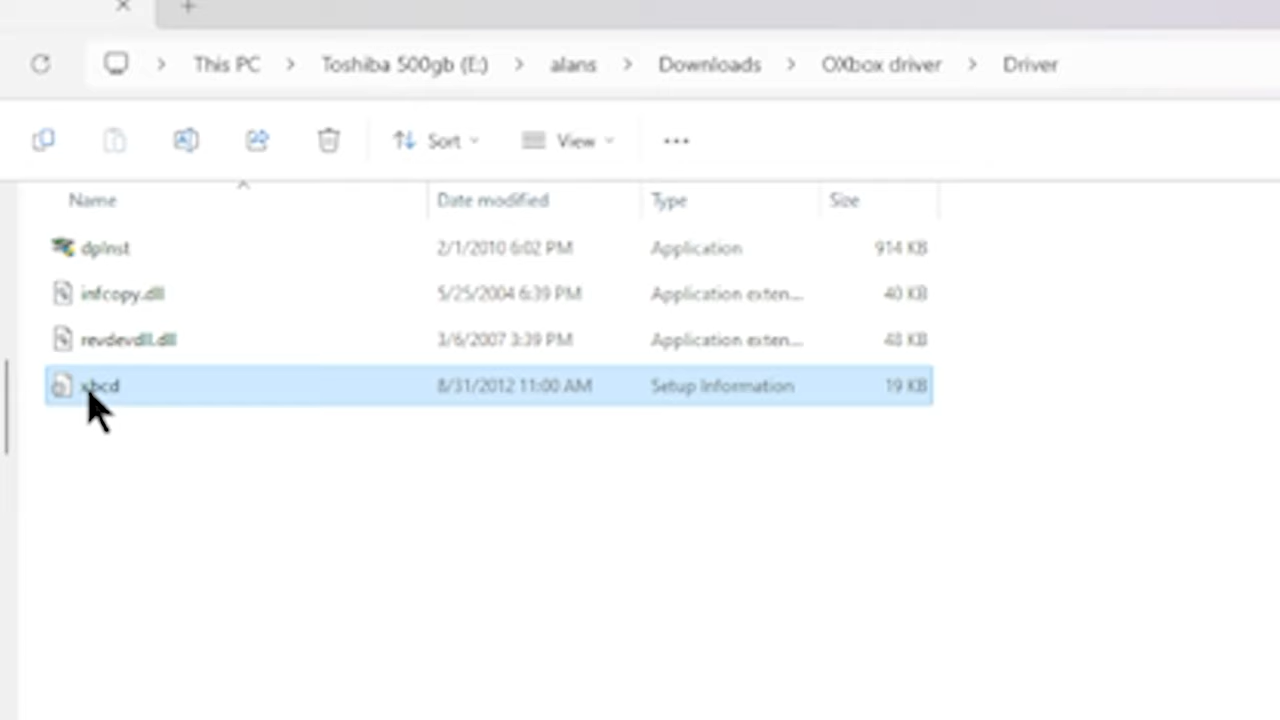 This PC > Toshiba 500gb (E:) > alans > Downloads > OXbox driver > Driver
Sort View
Name Date modified Type Size
dpinst 2/1/2010 6:02 PM Application 914 KB
infcopy.dll 5/25/2004 6:39 PM Application exten... 40 KB
revdevdll.dll 3/6/2007 3:39 PM Application exten... 48 KB
xbcd 8/31/2012 11:00 AM Setup Information 19 KB